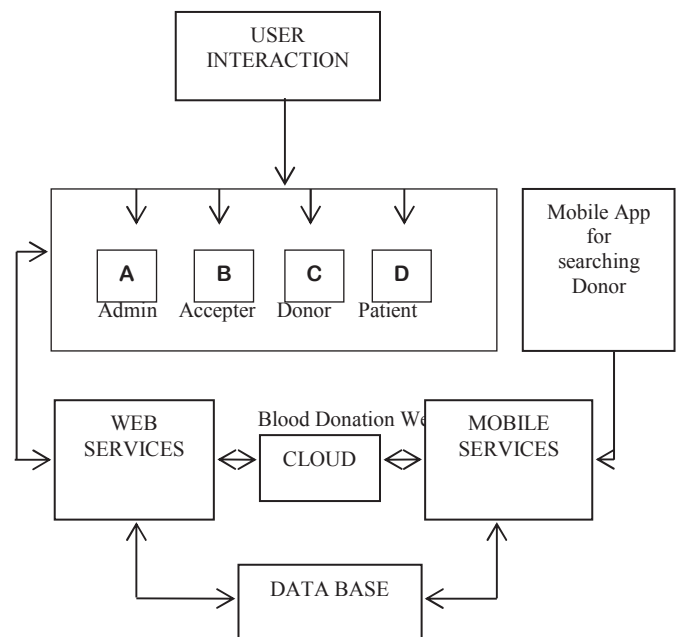 USER
INTERACTION
Mobile App
for
searching
Donor
A B C D
Admin Accepter Donor Patient
Blood Donation We
WEB
SERVICES
CLOUD
MOBILE
SERVICES
DATA BASE